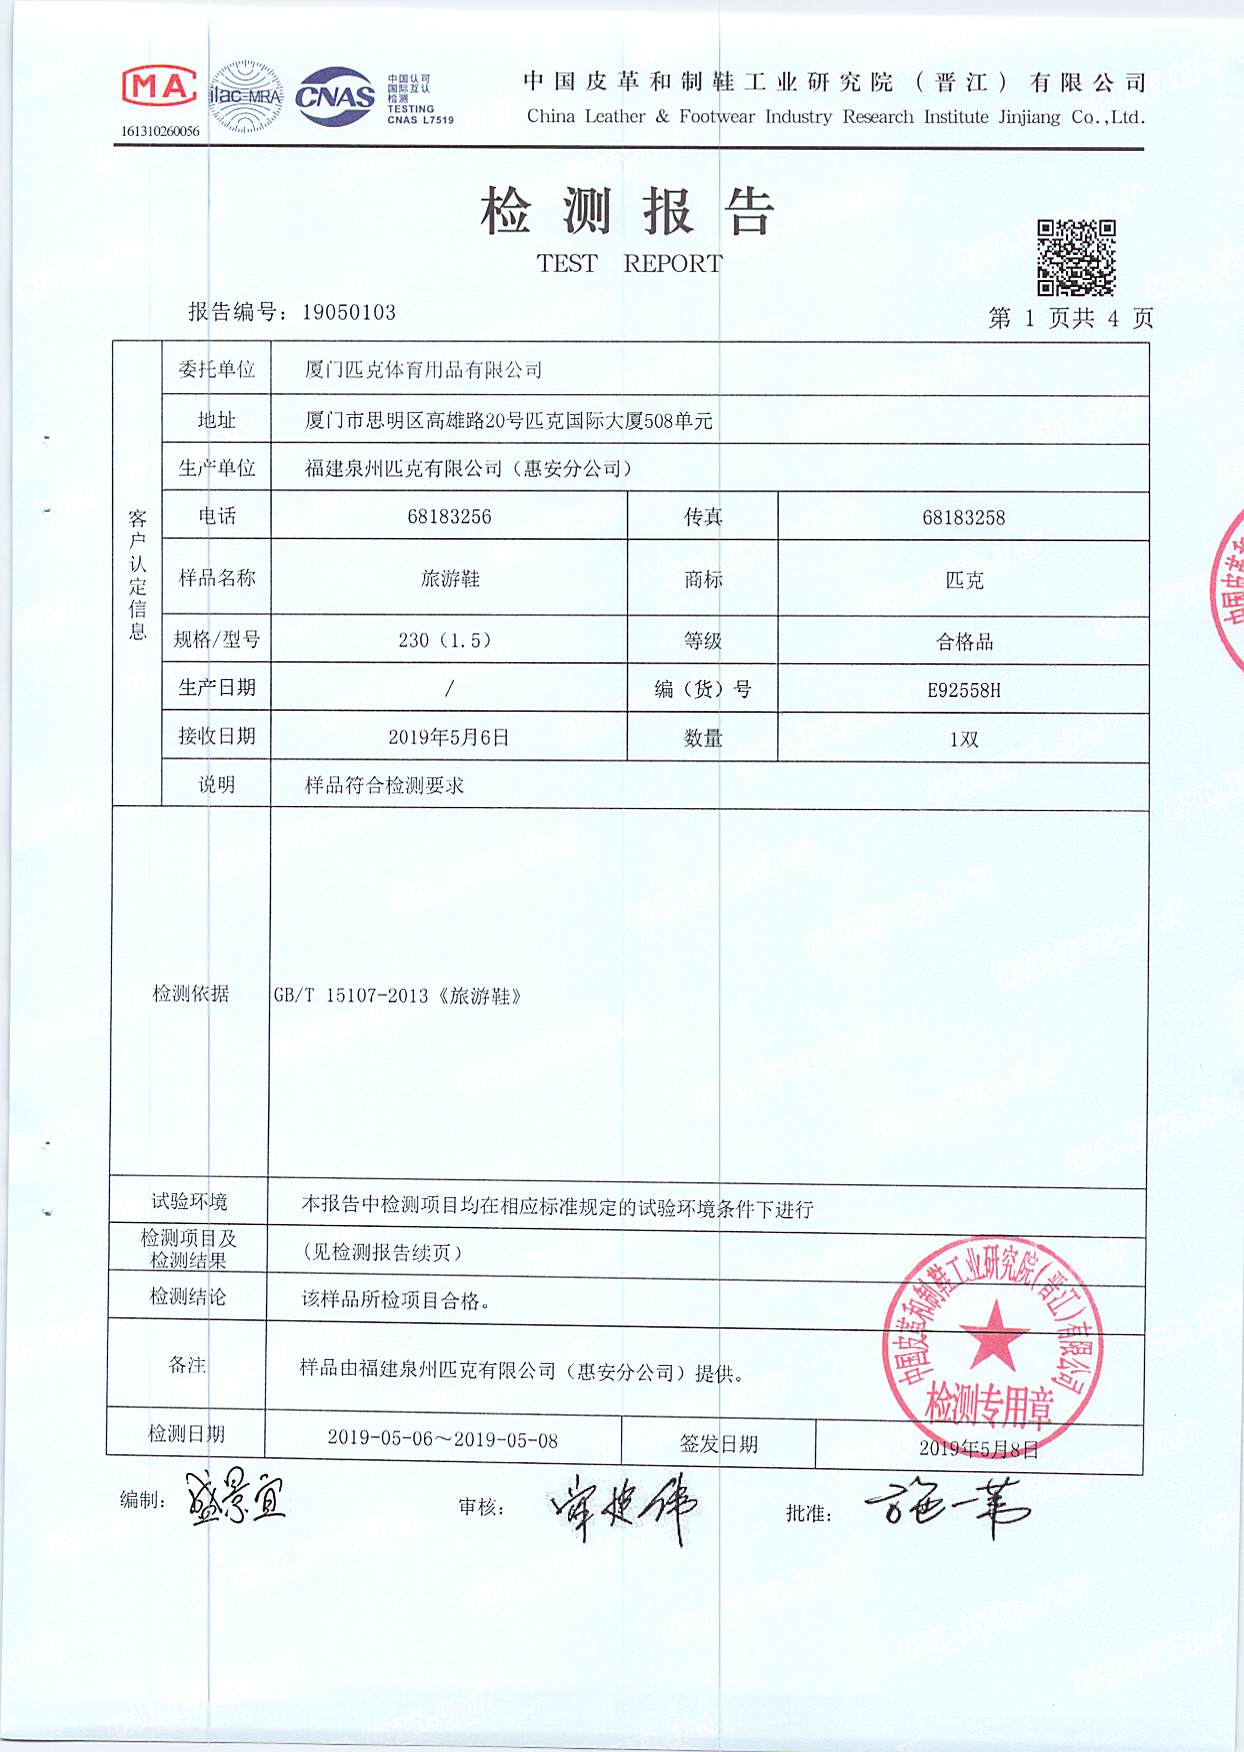 MA
161310260056
ilac-MRA
CNAS
中国认可
国际互认
检测
TESTING
CNAS L7519
中国皮革和制鞋工业研究院（晋江）有限公司
China Leather & Footwear Industry Research Institute Jinjiang Co.,Ltd.
检测报告
TEST REPORT
报告编号：19050103
第 1 页共 4 页
客户认定信息
委托单位 厦门匹克体育用品有限公司
地址 厦门市思明区高雄路20号匹克国际大厦508单元
生产单位 福建泉州匹克有限公司（惠安分公司）
电话 68183256 传真 68183258
样品名称 旅游鞋 商标 匹克
规格/型号 230（1.5） 等级 合格品
生产日期 / 编（货）号 E92558H
接收日期 2019年5月6日 数量 1双
说明 样品符合检测要求
检测依据 GB/T 15107-2013《旅游鞋》
试验环境 本报告中检测项目均在相应标准规定的试验环境条件下进行
检测项目及
检测结果 （见检测报告续页）
检测结论 该样品所检项目合格。
备注 样品由福建泉州匹克有限公司（惠安分公司）提供。
检测日期 2019-05-06～2019-05-08 签发日期 2019年5月8日
中国皮革和制鞋工业研究院（晋江）有限公司
检测专用章
编制： 盛景宜 审核： 批准： 施一苇